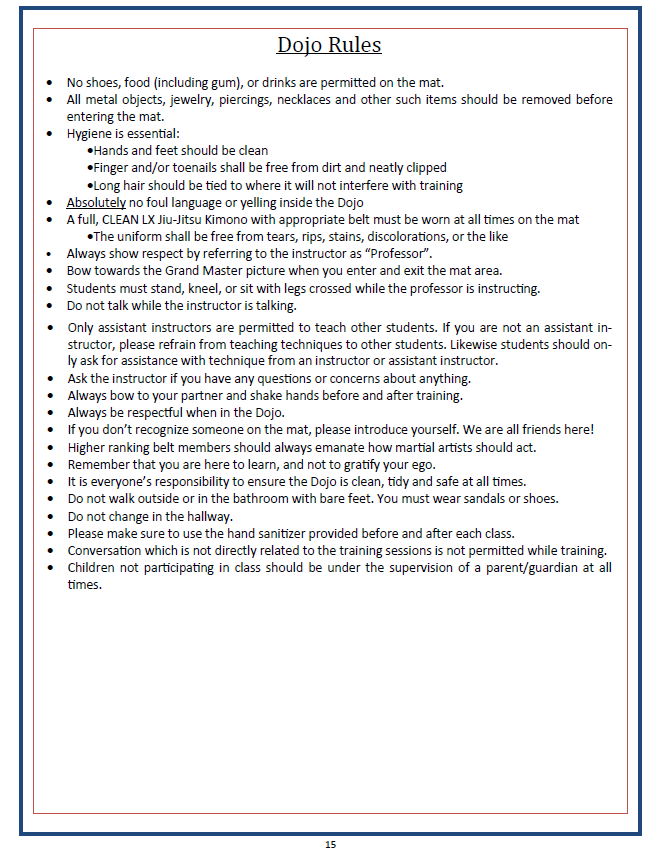 Dojo Rules
• No shoes, food (including gum), or drinks are permitted on the mat.
• All metal objects, jewelry, piercings, necklaces and other such items should be removed before
entering the mat.
• Hygiene is essential:
•Hands and feet should be clean
•Finger and/or toenails shall be free from dirt and neatly clipped
•Long hair should be tied to where it will not interfere with training
• Absolutely no foul language or yelling inside the Dojo
• A full, CLEAN LX Jiu-Jitsu Kimono with appropriate belt must be worn at all times on the mat
•The uniform shall be free from tears, rips, stains, discolorations, or the like
• Always show respect by referring to the instructor as “Professor”.
• Bow towards the Grand Master picture when you enter and exit the mat area.
• Students must stand, kneel, or sit with legs crossed while the professor is instructing.
• Do not talk while the instructor is talking.
• Only assistant instructors are permitted to teach other students. If you are not an assistant in-
structor, please refrain from teaching techniques to other students. Likewise students should on-
ly ask for assistance with technique from an instructor or assistant instructor.
• Ask the instructor if you have any questions or concerns about anything.
• Always bow to your partner and shake hands before and after training.
• Always be respectful when in the Dojo.
• If you don’t recognize someone on the mat, please introduce yourself. We are all friends here!
• Higher ranking belt members should always emanate how martial artists should act.
• Remember that you are here to learn, and not to gratify your ego.
• It is everyone’s responsibility to ensure the Dojo is clean, tidy and safe at all times.
• Do not walk outside or in the bathroom with bare feet. You must wear sandals or shoes.
• Do not change in the hallway.
• Please make sure to use the hand sanitizer provided before and after each class.
• Conversation which is not directly related to the training sessions is not permitted while training.
• Children not participating in class should be under the supervision of a parent/guardian at all
times.
15